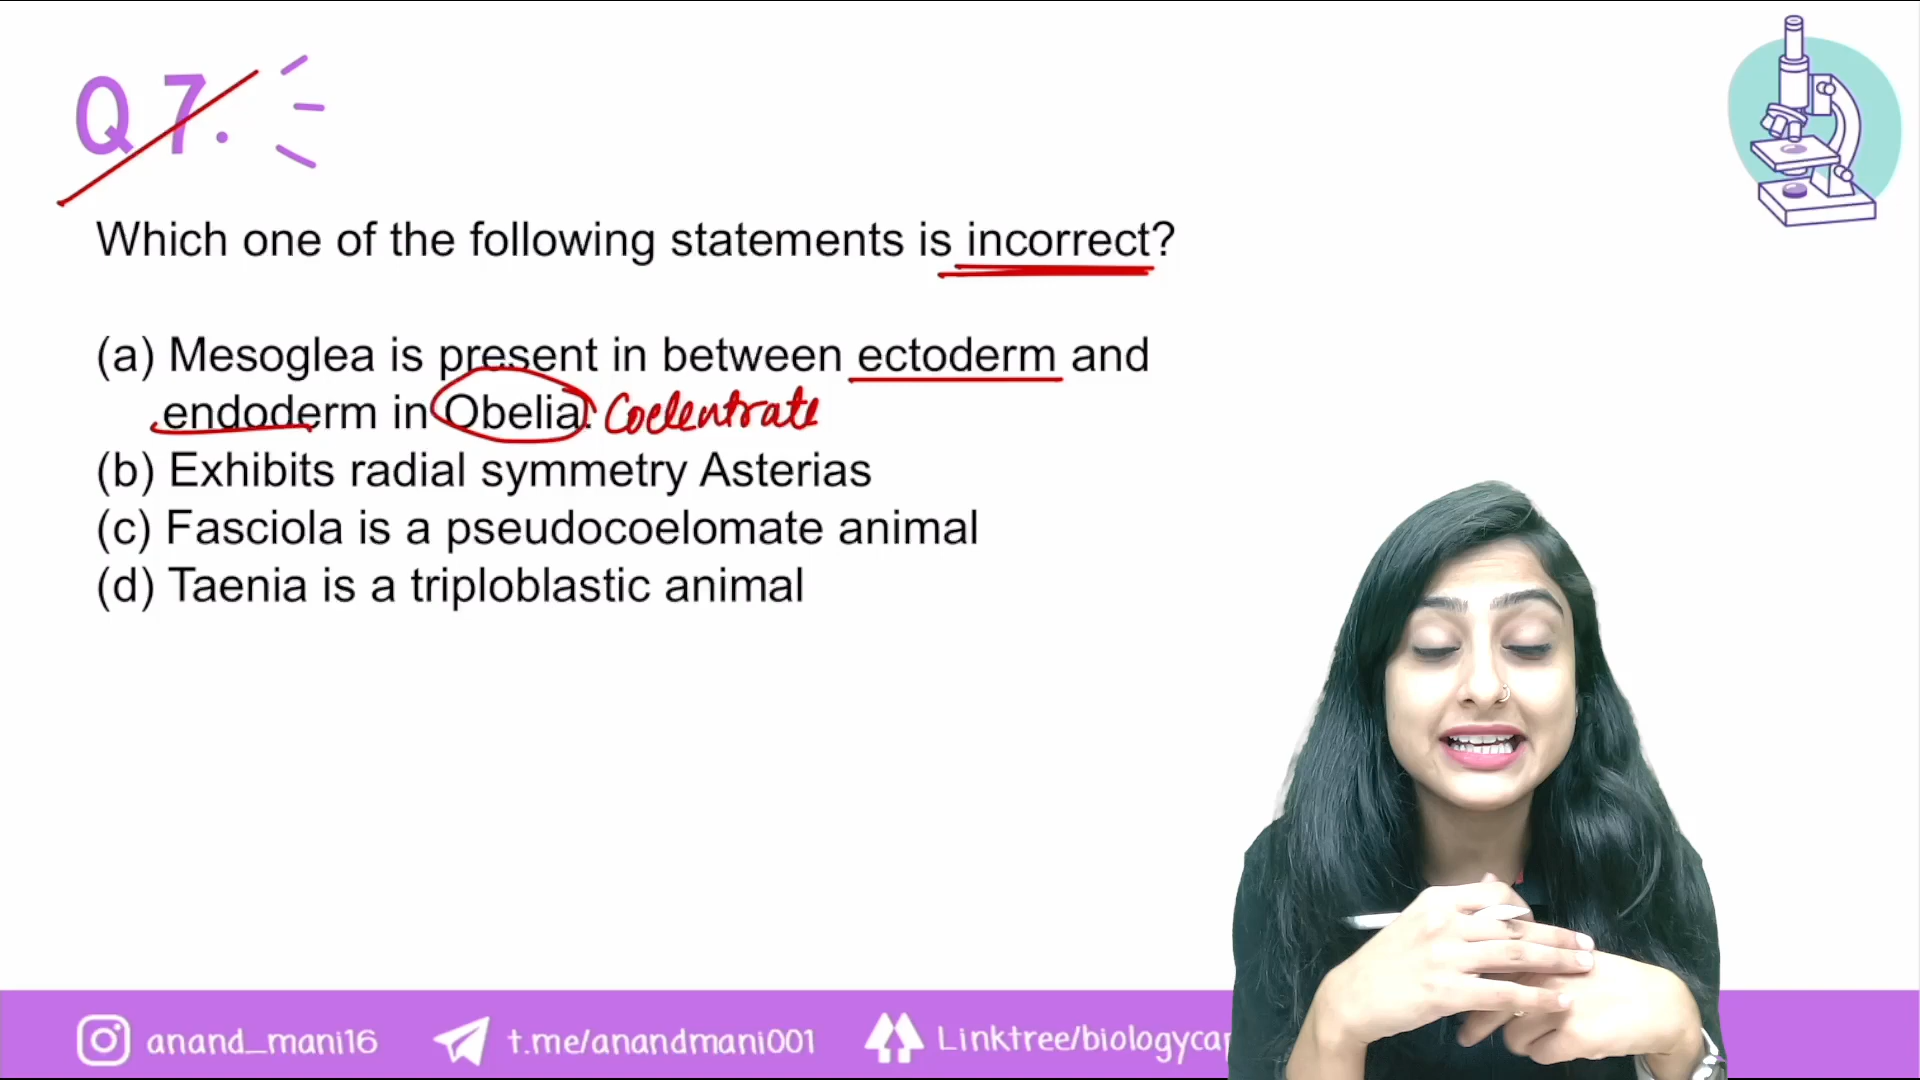 Q 7.
Which one of the following statements is incorrect?
(a) Mesoglea is present in between ectoderm and
endoderm in Obelia. Coelentrate
(b) Exhibits radial symmetry Asterias
(c) Fasciola is a pseudocoelomate animal
(d) Taenia is a triploblastic animal
anand_mani16 t.me/anandmani001 Linktree/biologycar